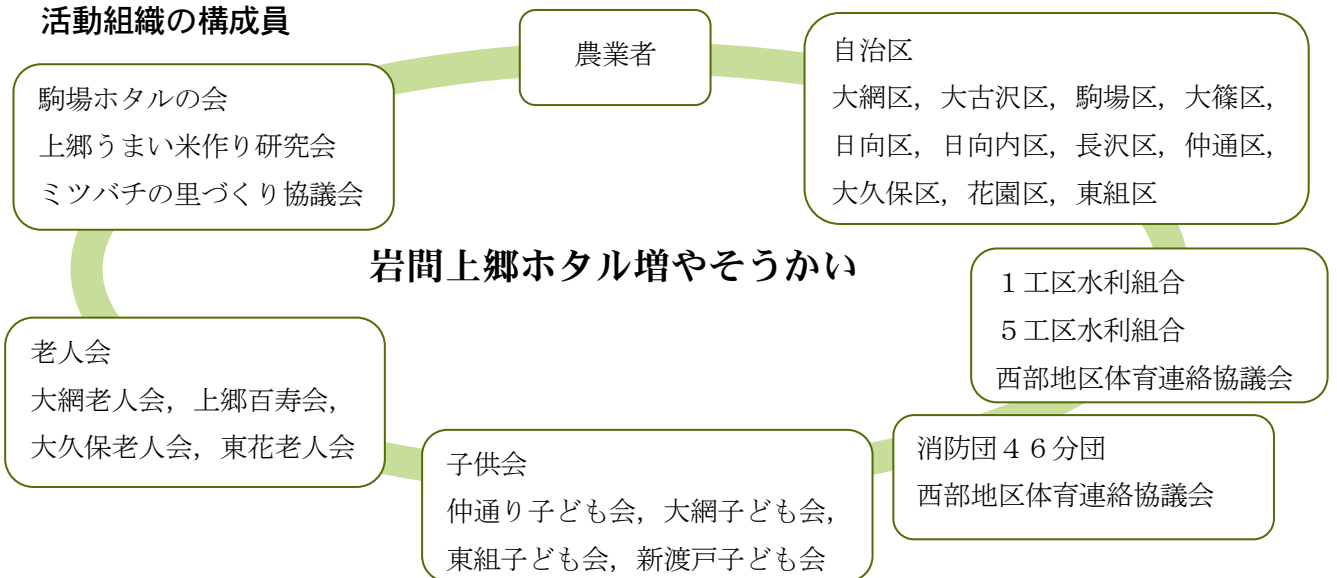 活動組織の構成員
農業者
自治区
大網区，大古沢区，駒場区，大篠区，
日向区，日向内区，長沢区，仲通区，
大久保区，花園区，東組区
駒場ホタルの会
上郷うまい米作り研究会
ミツバチの里づくり協議会
岩間上郷ホタル増やそうかい
１工区水利組合
５工区水利組合
西部地区体育連絡協議会
老人会
大網老人会，上郷百寿会，
大久保老人会，東花老人会
消防団４６分団
西部地区体育連絡協議会
子供会
仲通り子ども会，大網子ども会，
東組子ども会，新渡戸子ども会